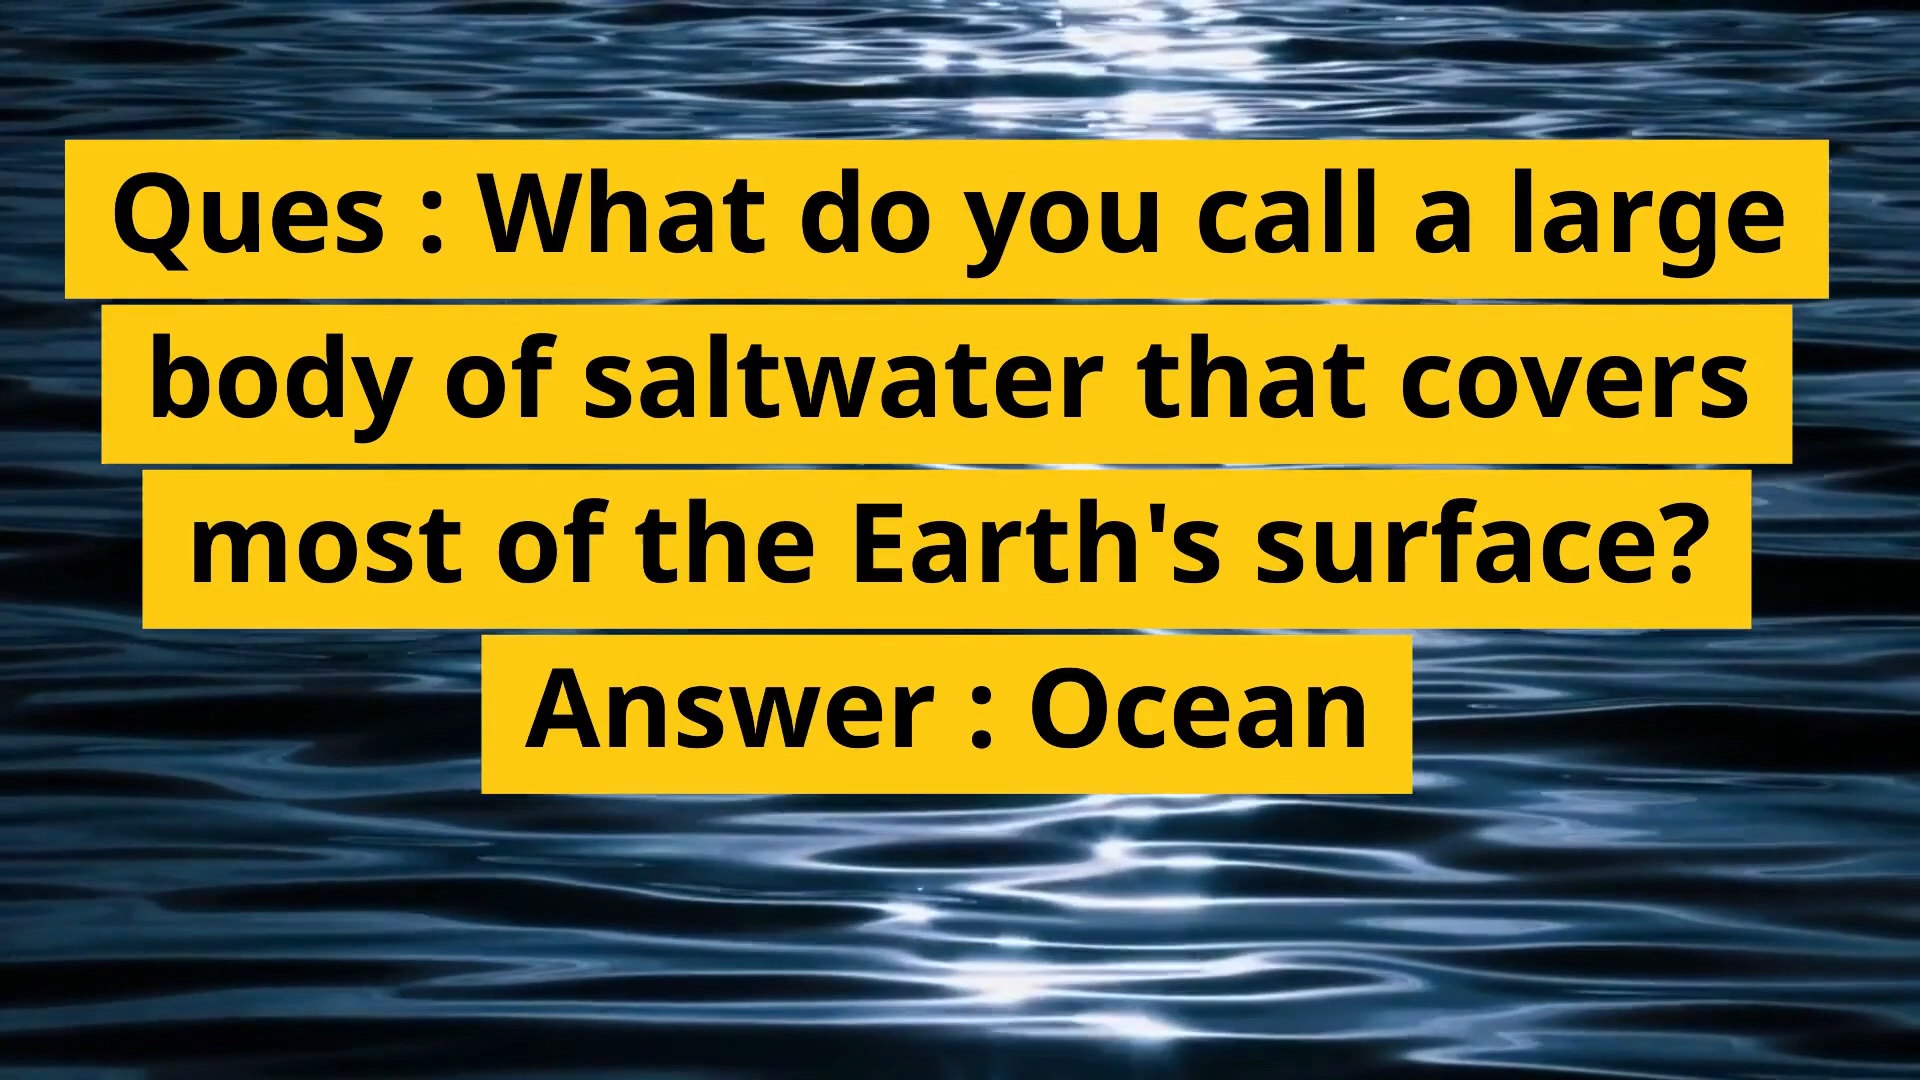 Ques : What do you call a large
body of saltwater that covers
most of the Earth's surface?
Answer : Ocean